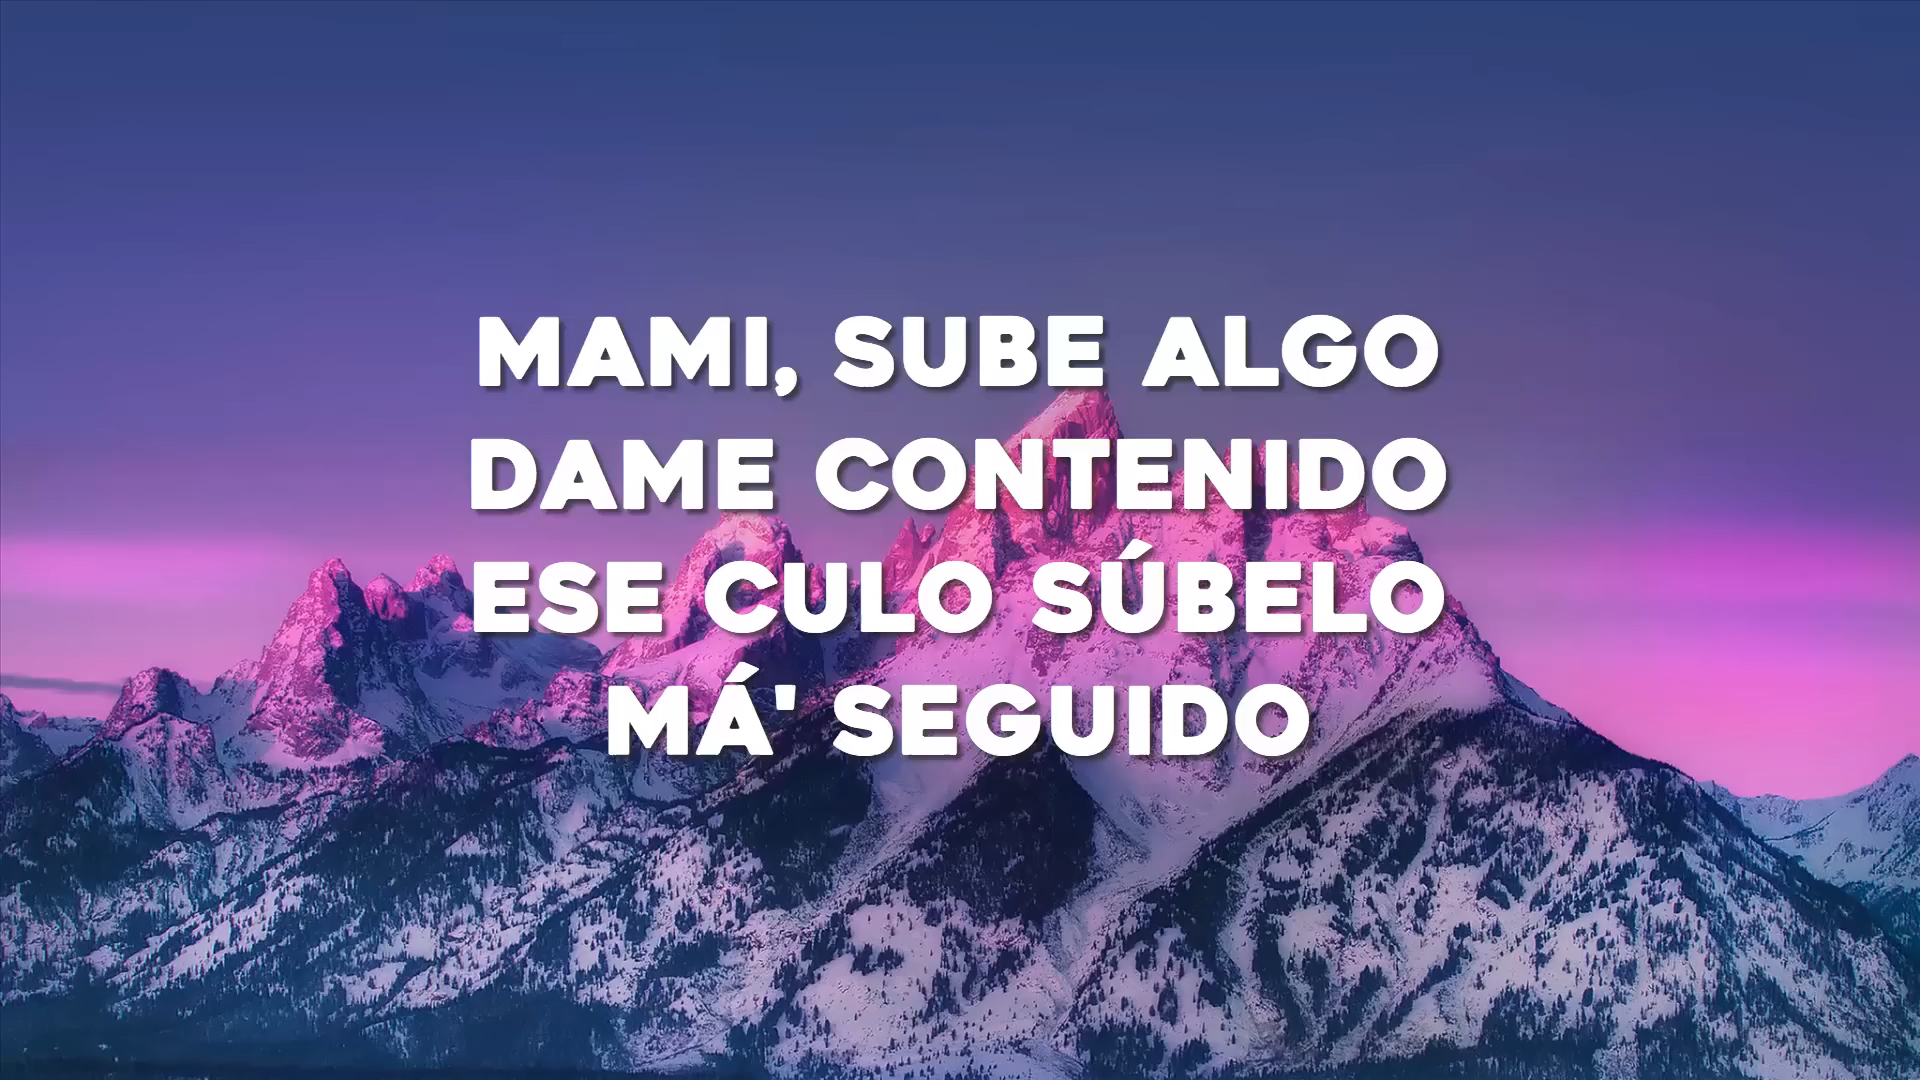 MAMI, SUBE ALGO
DAME CONTENIDO
ESE CULO SÚBELO
MÁ' SEGUIDO